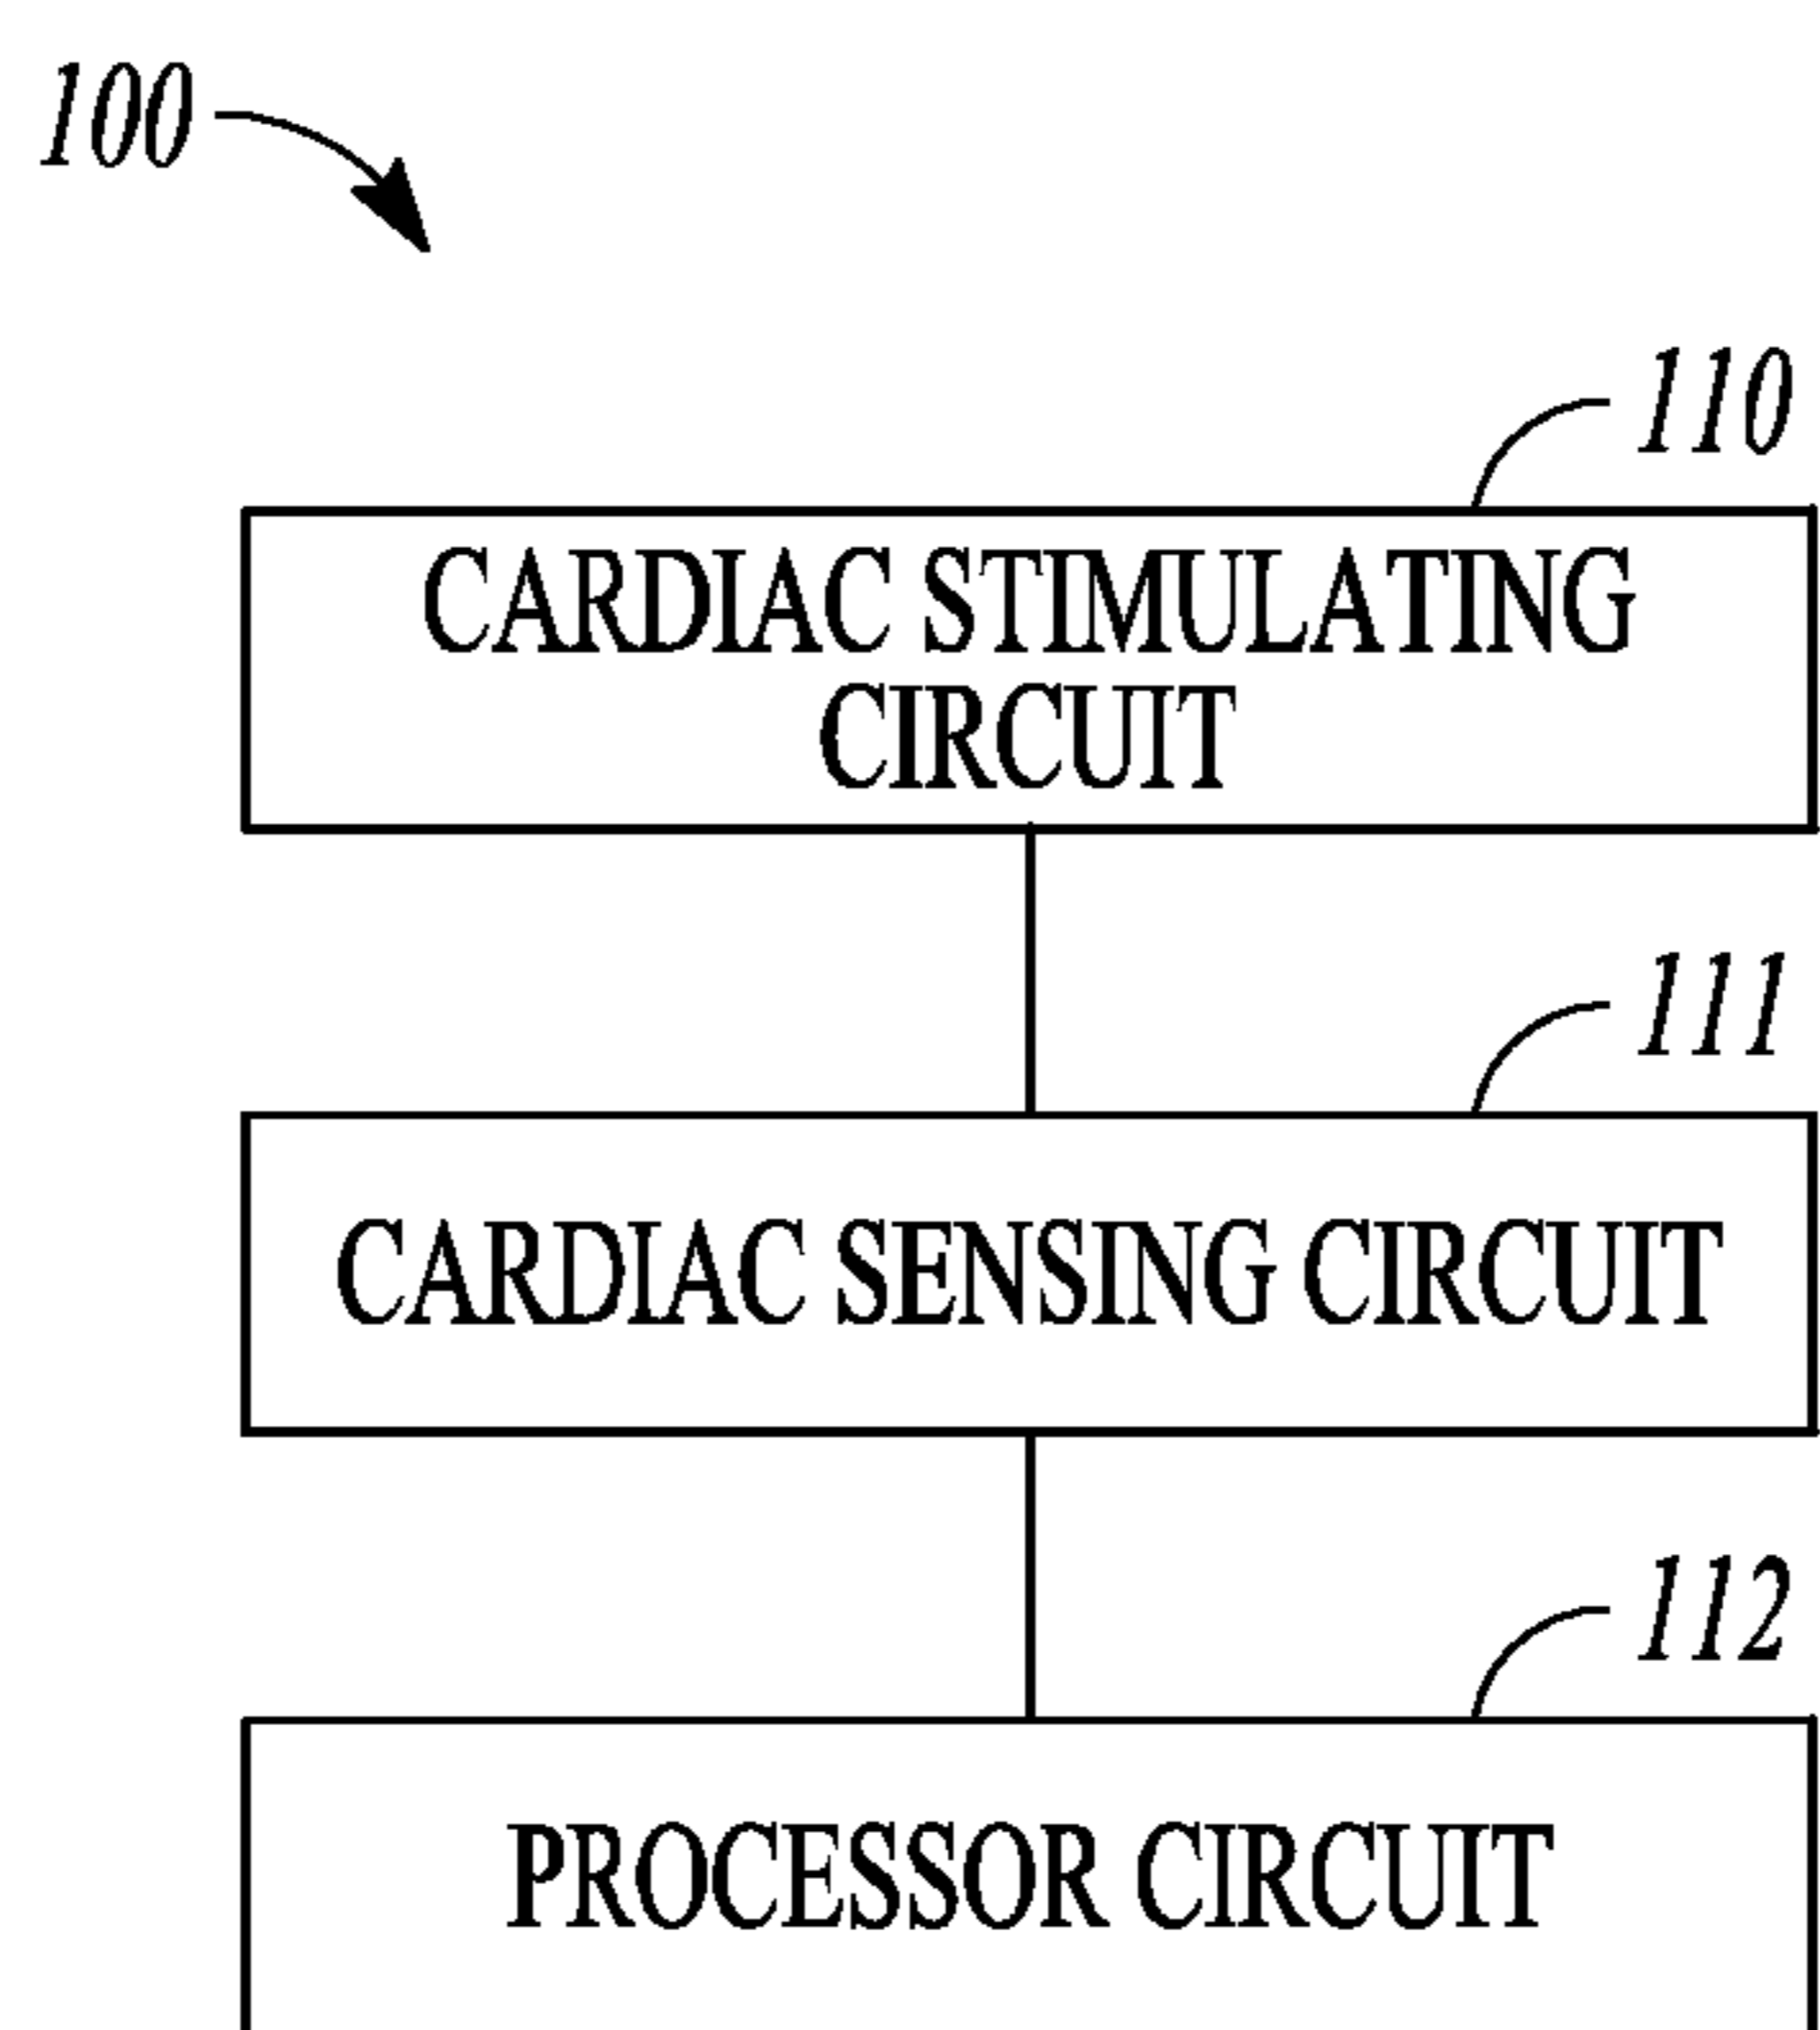 100
110
CARDIAC STIMULATING
CIRCUIT
111
CARDIAC SENSING CIRCUIT
112
PROCESSOR CIRCUIT